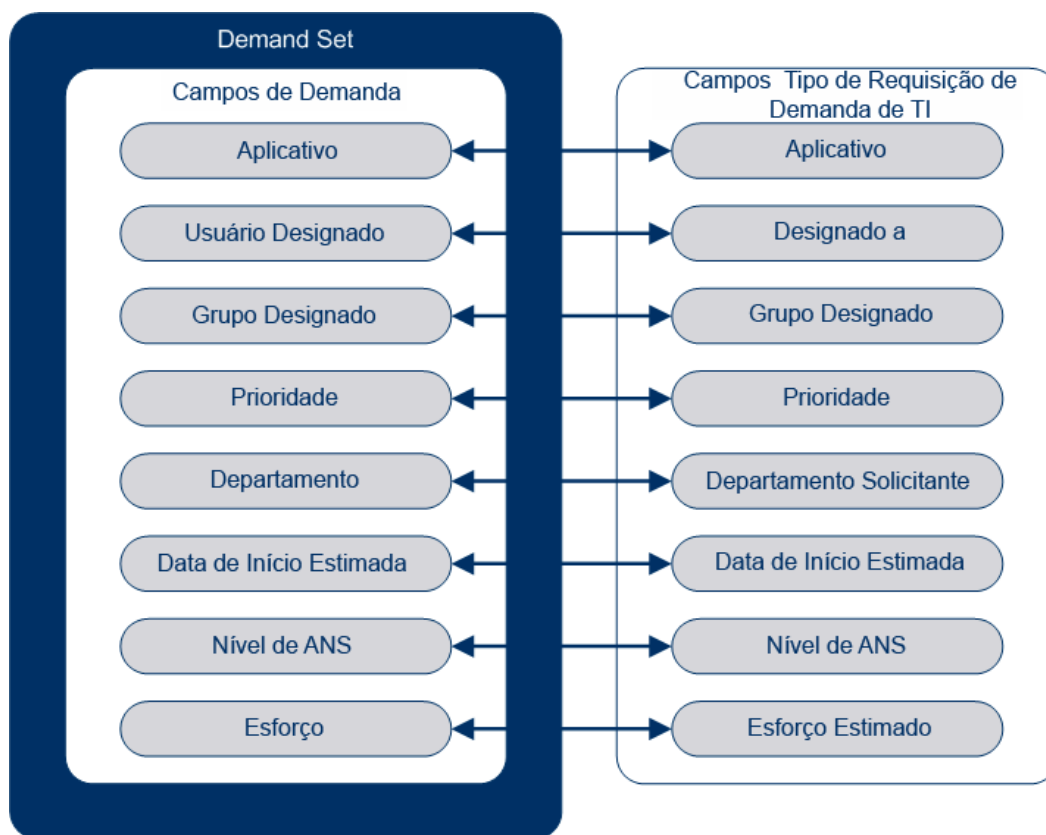 Demand Set
Campos de Demanda
Campos Tipo de Requisição de
Demanda de TI
Aplicativo
Aplicativo
Usuário Designado
Designado a
Grupo Designado
Grupo Designado
Prioridade
Prioridade
Departamento
Departamento Solicitante
Data de Início Estimada
Data de Início Estimada
Nível de ANS
Nível de ANS
Esforço
Esforço Estimado